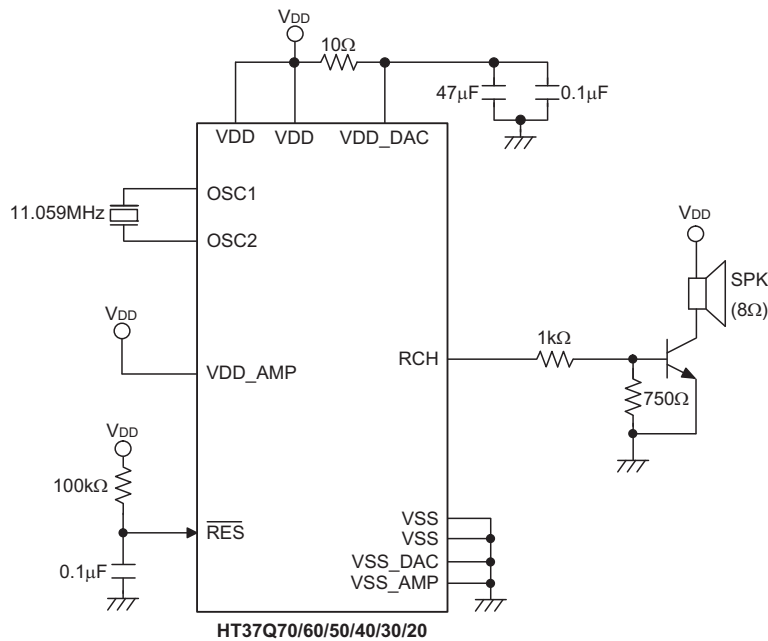 VDD
10Ω
47μF
0.1μF
VDD
VDD
VDD_DAC
OSC1
11.059MHz
OSC2
VDD
SPK
(8Ω)
VDD
1kΩ
RCH
VDD_AMP
750Ω
VDD
100kΩ
RES
VSS
VSS
VSS_DAC
0.1μF
VSS_AMP
HT37Q70/60/50/40/30/20